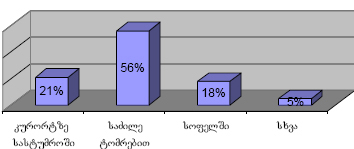 21%
56%
18%
5%
კურორტზე
სასტუმროში
საძილე
ტომრებით
სოფელში
სხვა